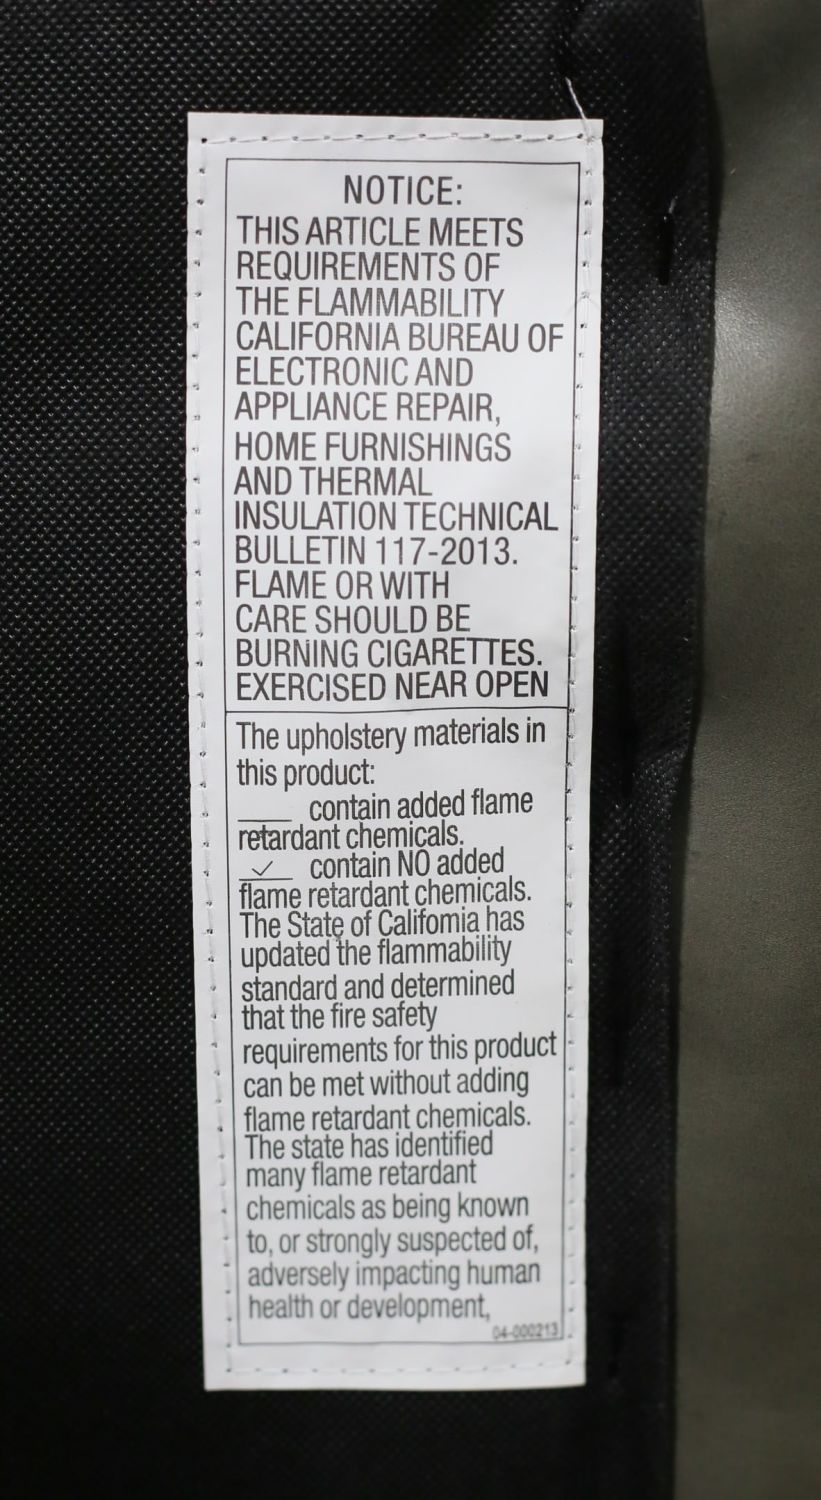 NOTICE:
THIS ARTICLE MEETS
REQUIREMENTS OF
THE FLAMMABILITY
CALIFORNIA BUREAU OF
ELECTRONIC AND
APPLIANCE REPAIR,
HOME FURNISHINGS
AND THERMAL
INSULATION TECHNICAL
BULLETIN 117-2013.
FLAME OR WITH
CARE SHOULD BE
BURNING CIGARETTES.
EXERCISED NEAR OPEN
The upholstery materials in
this product:
____ contain added flame
retardant chemicals.
✓ contain NO added
flame retardant chemicals.
The State of California has
updated the flammability
standard and determined
that the fire safety
requirements for this product
can be met without adding
flame retardant chemicals.
The state has identified
many flame retardant
chemicals as being known
to, or strongly suspected of,
adversely impacting human
health or development,
04-000213